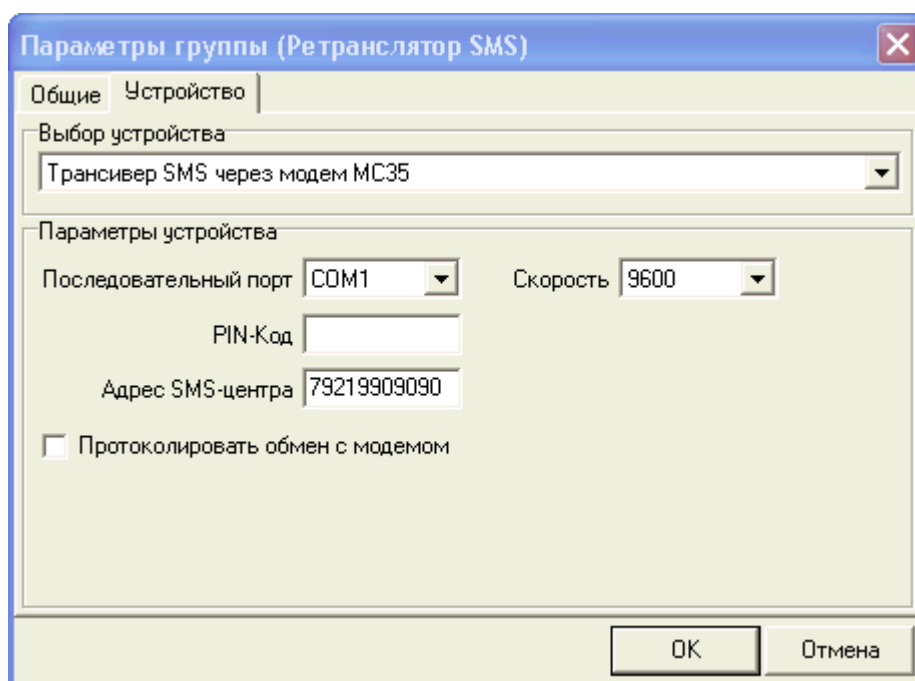 Параметры группы (Ретранслятор SMS)
Общие Устройство
Выбор устройства
Трансивер SMS через модем MC35
Параметры устройства
Последовательный порт COM1 Скорость 9600
PIN-Код
Адрес SMS-центра 79219909090
Протоколировать обмен с модемом
OK Отмена